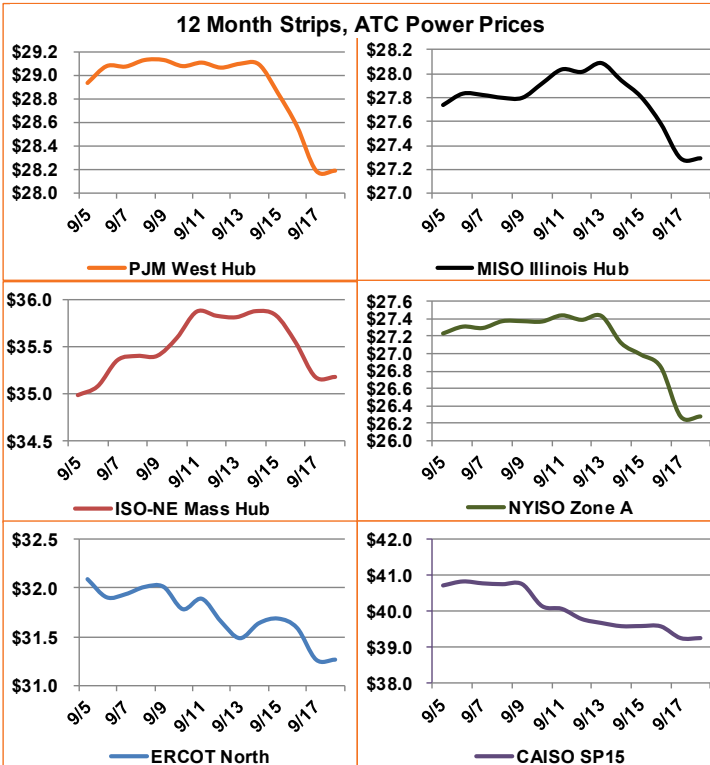 12 Month Strips, ATC Power Prices
$29.2
$29.0
$28.8
$28.6
$28.4
$28.2
$28.0
9/5 9/7 9/9 9/11 9/13 9/15 9/17
PJM West Hub
$28.2
$28.0
$27.8
$27.6
$27.4
$27.2
$27.0
9/5 9/7 9/9 9/11 9/13 9/15 9/17
MISO Illinois Hub
$36.0
$35.5
$35.0
$34.5
9/5 9/7 9/9 9/11 9/13 9/15 9/17
ISO-NE Mass Hub
$27.6
$27.4
$27.2
$27.0
$26.8
$26.6
$26.4
$26.2
$26.0
9/5 9/7 9/9 9/11 9/13 9/15 9/17
NYISO Zone A
$32.5
$32.0
$31.5
$31.0
9/5 9/7 9/9 9/11 9/13 9/15 9/17
ERCOT North
$42.0
$41.0
$40.0
$39.0
$38.0
9/5 9/7 9/9 9/11 9/13 9/15 9/17
CAISO SP15